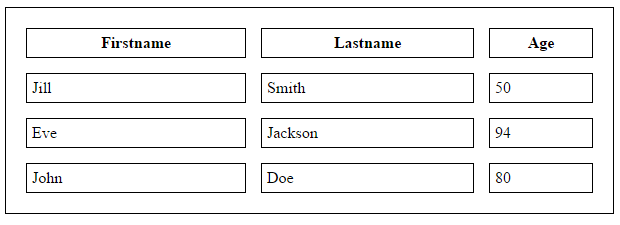 Firstname Lastname Age
Jill Smith 50
Eve Jackson 94
John Doe 80